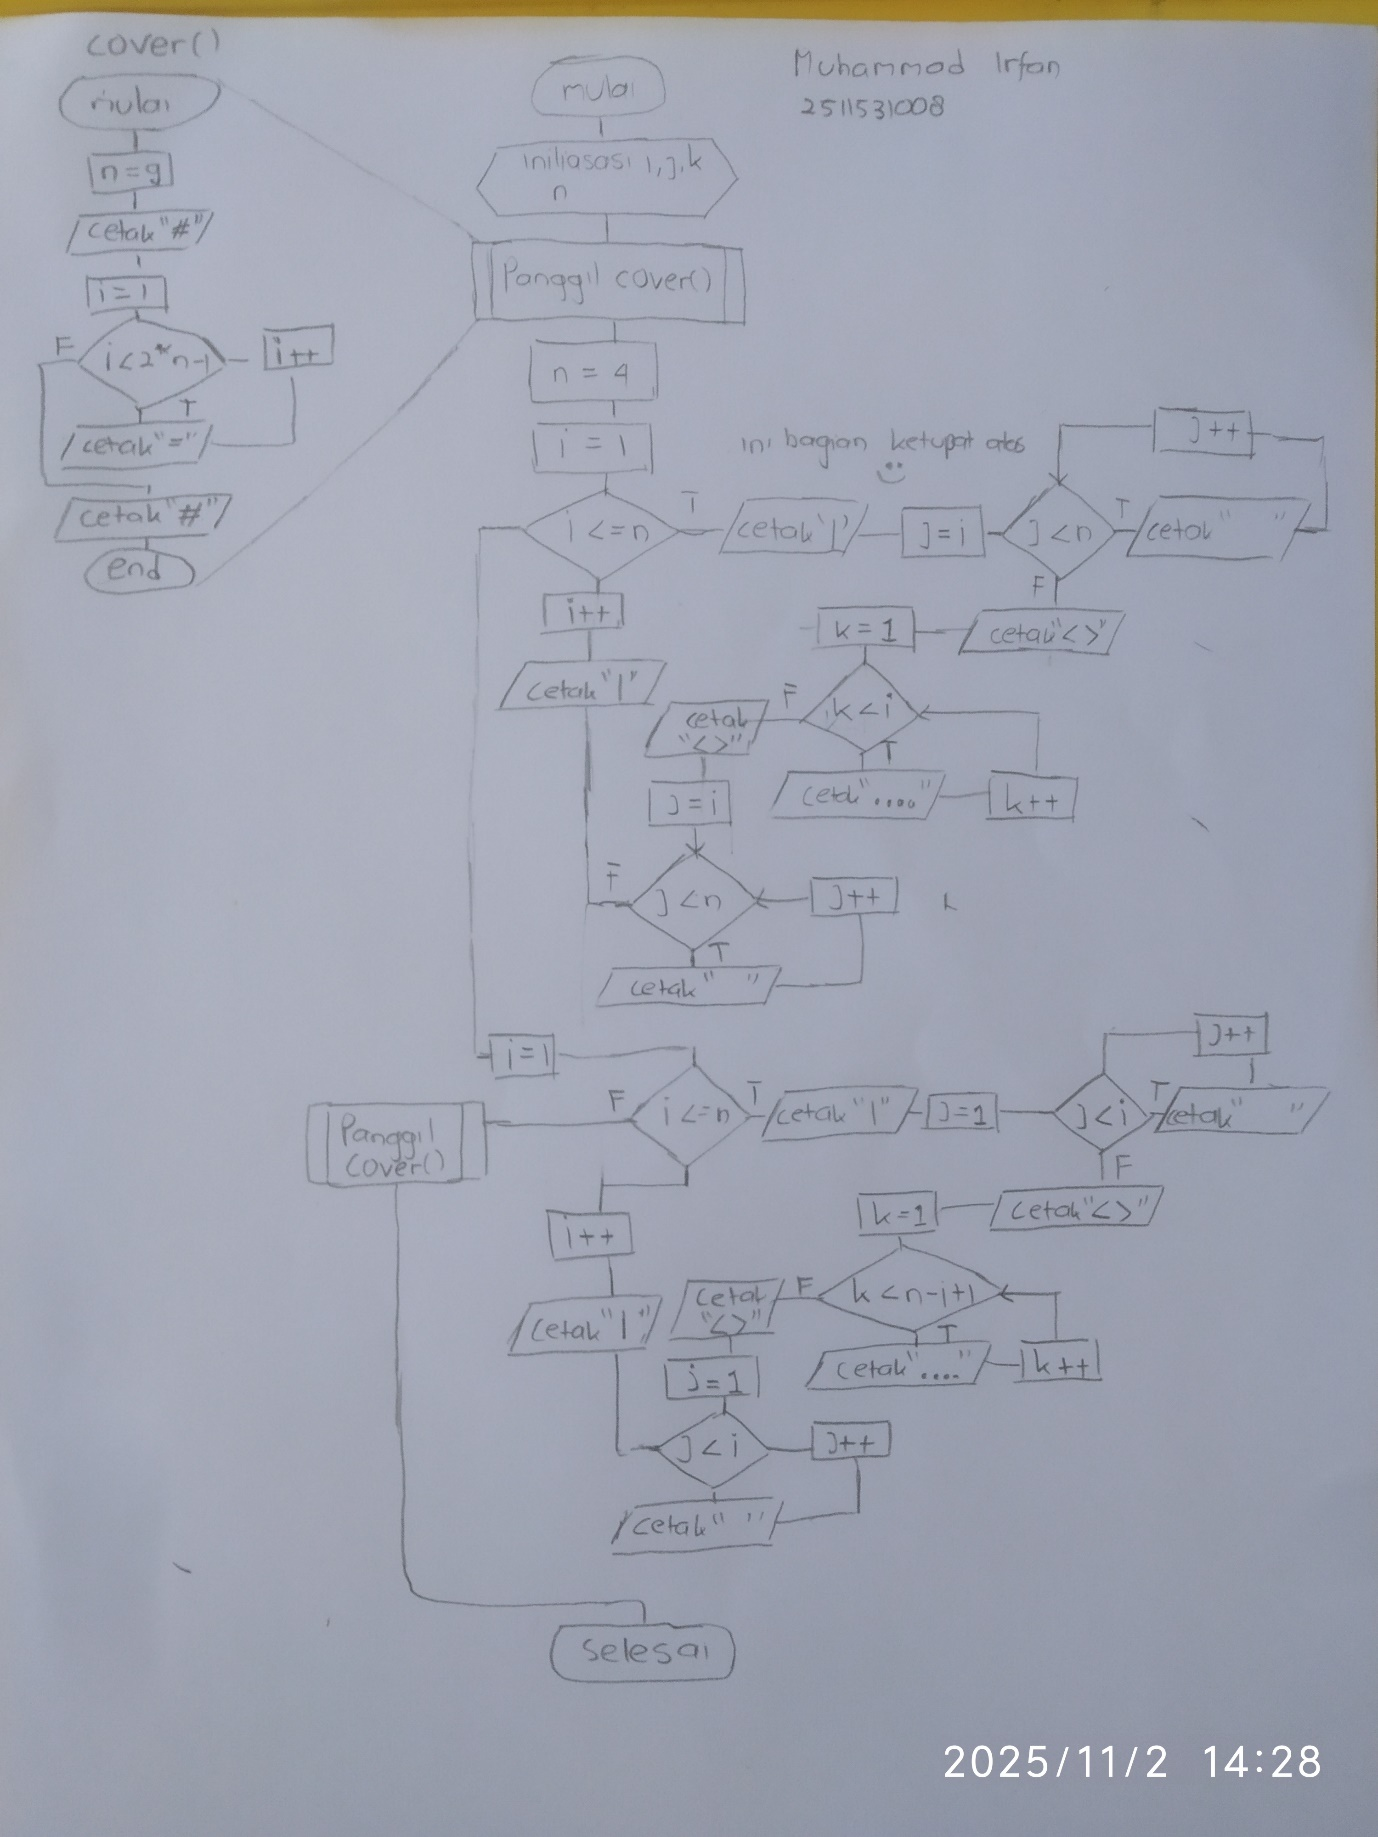 cover()
mulai
n=9
cetak "#"
i=1
i<2*n-1
F
T
i++
cetak "="
cetak "#"
end
Muhammad Irfan
2511531008
mulai
iniliasasi i,j,k
n
Panggil cover()
n = 4
i = 1
ini bagian ketupat atas
i <=n
T
cetak "|"
J=i
J<n
T
cetak "   "
J++
F
cetak "<>"
k=1
k<i
T
cetak "...."
k++
F
cetak
"<>"
J=i
J<n
T
cetak "   "
J++
F
cetak "|"
i++
i=1
i<=n
T
cetak "|"
J=1
J<i
T
cetak "   "
J++
F
cetak "<>"
k=1
k<n-i+1
T
cetak "...."
k++
F
cetak
"<>"
j=1
J<i
cetak "  "
J++
cetak "|"
i++
F
Panggil
cover()
Selesai
2025/11/2 14:28